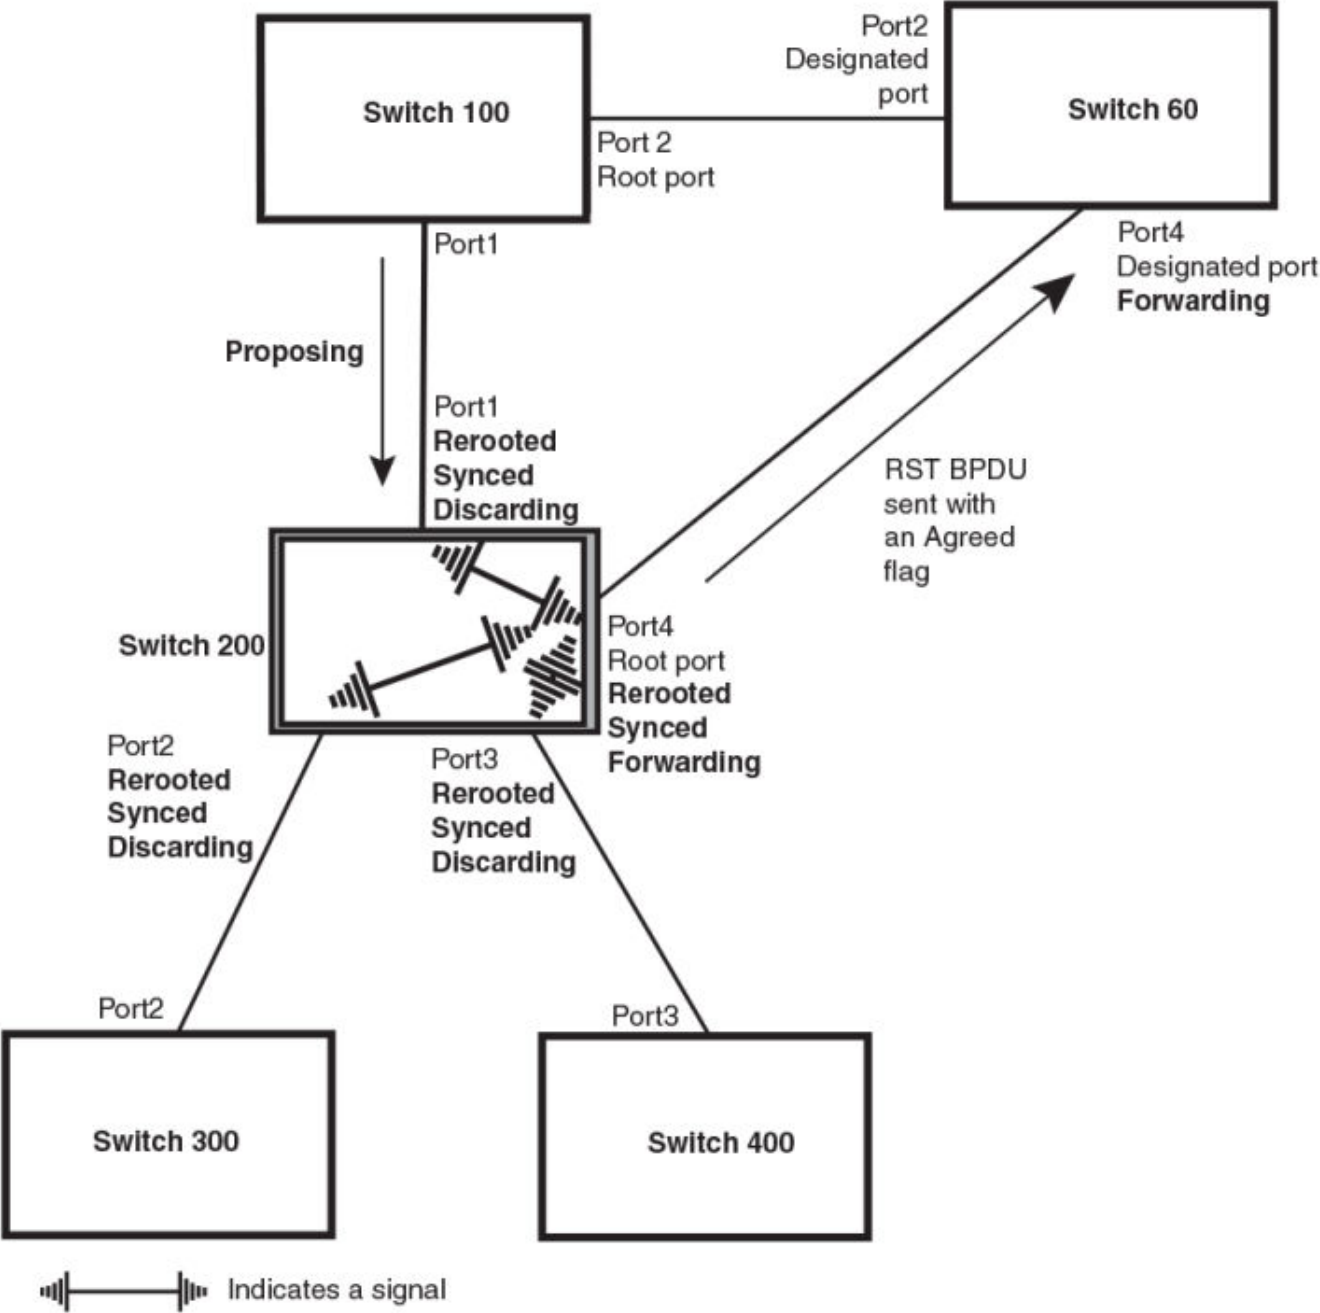 Port2
Designated
port
Switch 100
Switch 60
Port 2
Root port
Port1
Port4
Designated port
Forwarding
Proposing
Port1
Rerooted
Synced
Discarding
RST BPDU
sent with
an Agreed
flag
Switch 200
Port4
Root port
Rerooted
Synced
Forwarding
Port2
Rerooted
Synced
Discarding
Port3
Rerooted
Synced
Discarding
Port2
Port3
Switch 300
Switch 400
Indicates a signal